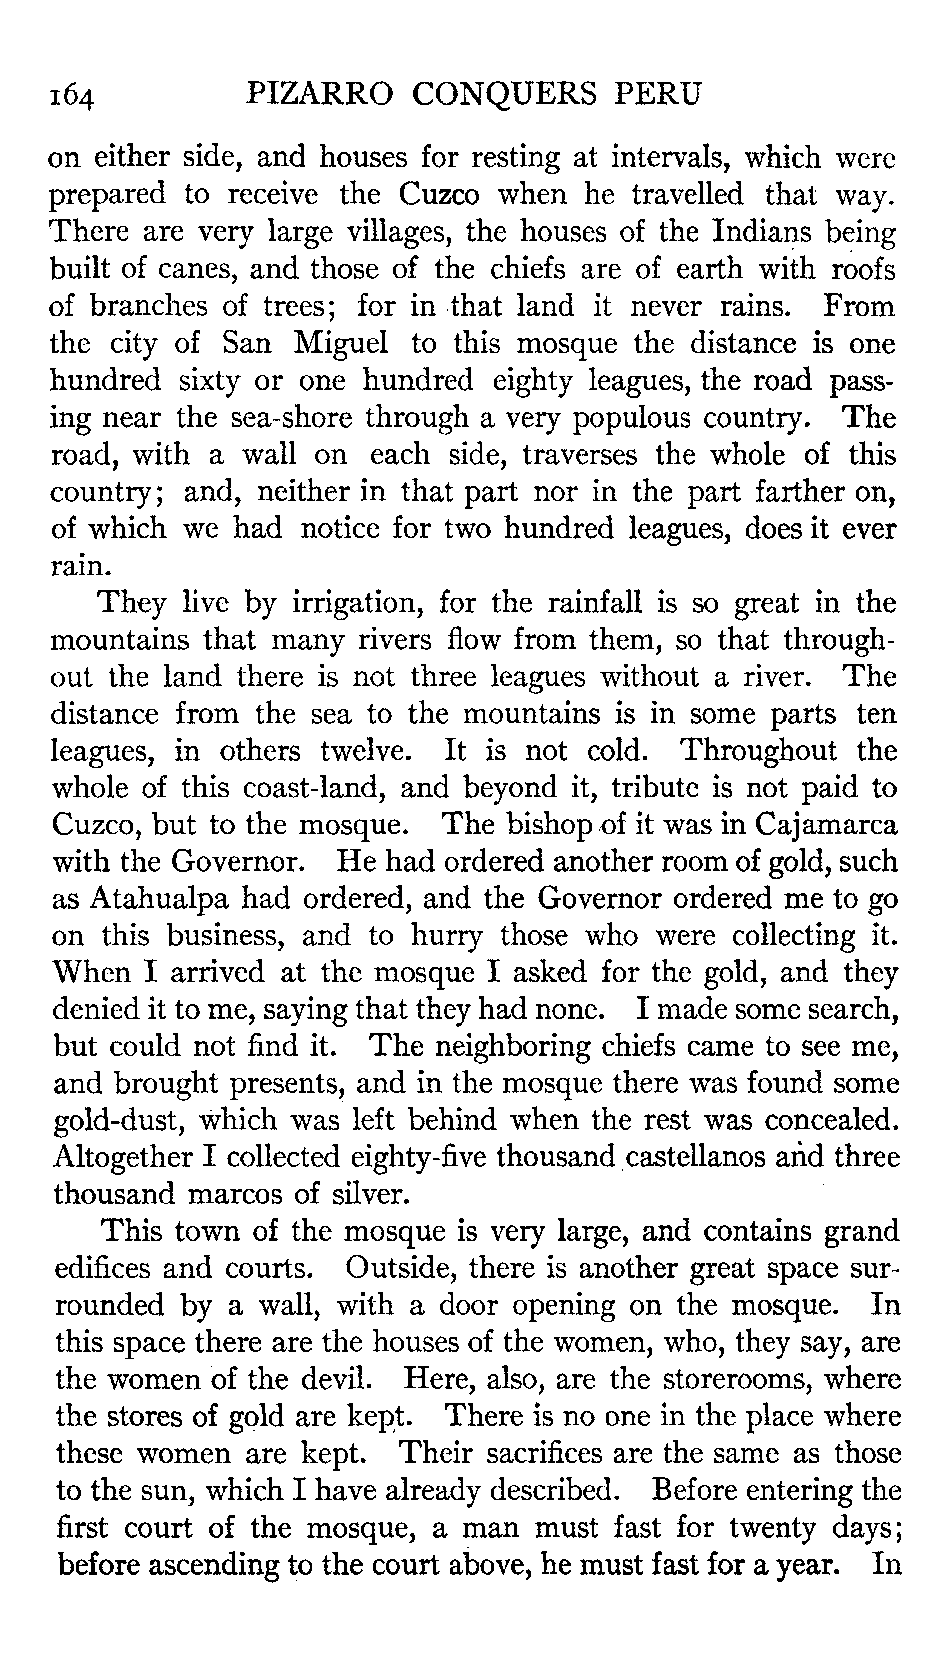 164 PIZARRO CONQUERS PERU
on either side, and houses for resting at intervals, which were
prepared to receive the Cuzco when he travelled that way.
There are very large villages, the houses of the Indians being
built of canes, and those of the chiefs are of earth with roofs
of branches of trees; for in that land it never rains. From
the city of San Miguel to this mosque the distance is one
hundred sixty or one hundred eighty leagues, the road pass-
ing near the sea-shore through a very populous country. The
road, with a wall on each side, traverses the whole of this
country; and, neither in that part nor in the part farther on,
of which we had notice for two hundred leagues, does it ever
rain.
They live by irrigation, for the rainfall is so great in the
mountains that many rivers flow from them, so that through-
out the land there is not three leagues without a river. The
distance from the sea to the mountains is in some parts ten
leagues, in others twelve. It is not cold. Throughout the
whole of this coast-land, and beyond it, tribute is not paid to
Cuzco, but to the mosque. The bishop of it was in Cajamarca
with the Governor. He had ordered another room of gold, such
as Atahualpa had ordered, and the Governor ordered me to go
on this business, and to hurry those who were collecting it.
When I arrived at the mosque I asked for the gold, and they
denied it to me, saying that they had none. I made some search,
but could not find it. The neighboring chiefs came to see me,
and brought presents, and in the mosque there was found some
gold-dust, which was left behind when the rest was concealed.
Altogether I collected eighty-five thousand castellanos and three
thousand marcos of silver.
This town of the mosque is very large, and contains grand
edifices and courts. Outside, there is another great space sur-
rounded by a wall, with a door opening on the mosque. In
this space there are the houses of the women, who, they say, are
the women of the devil. Here, also, are the storerooms, where
the stores of gold are kept. There is no one in the place where
these women are kept. Their sacrifices are the same as those
to the sun, which I have already described. Before entering the
first court of the mosque, a man must fast for twenty days;
before ascending to the court above, he must fast for a year. In